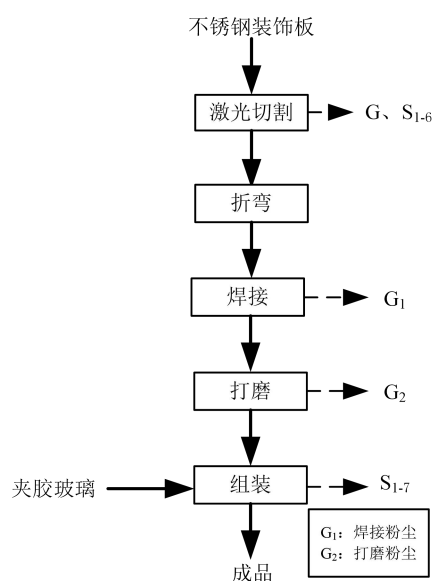 不锈钢装饰板
激光切割
G、S1-6
折弯
焊接
G1
打磨
G2
夹胶玻璃
组装
S1-7
G1：焊接粉尘
G2：打磨粉尘
成品